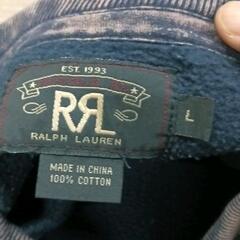 EST. 1993
RRL
RALPH LAUREN
L
MADE IN CHINA
100% COTTON